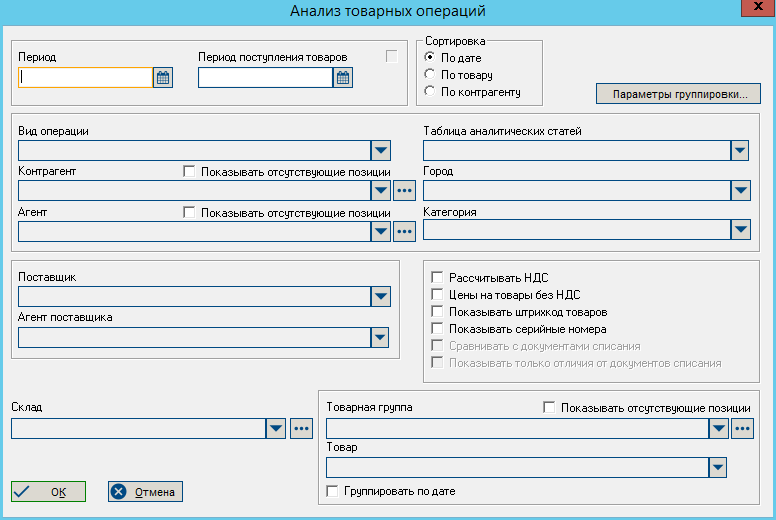 Анализ товарных операций
x
Период
Период поступления товаров
Сортировка
По дате
По товару
По контрагенту
Параметры группировки...
Вид операции
Таблица аналитических статей
Контрагент
Показывать отсутствующие позиции
Город
Агент
Показывать отсутствующие позиции
Категория
Поставщик
Агент поставщика
Рассчитывать НДС
Цены на товары без НДС
Показывать штрихкод товаров
Показывать серийные номера
Сравнивать с документами списания
Показывать только отличия от документов списания
Склад
Товарная группа
Показывать отсутствующие позиции
Товар
Группировать по дате
ОК
Отмена